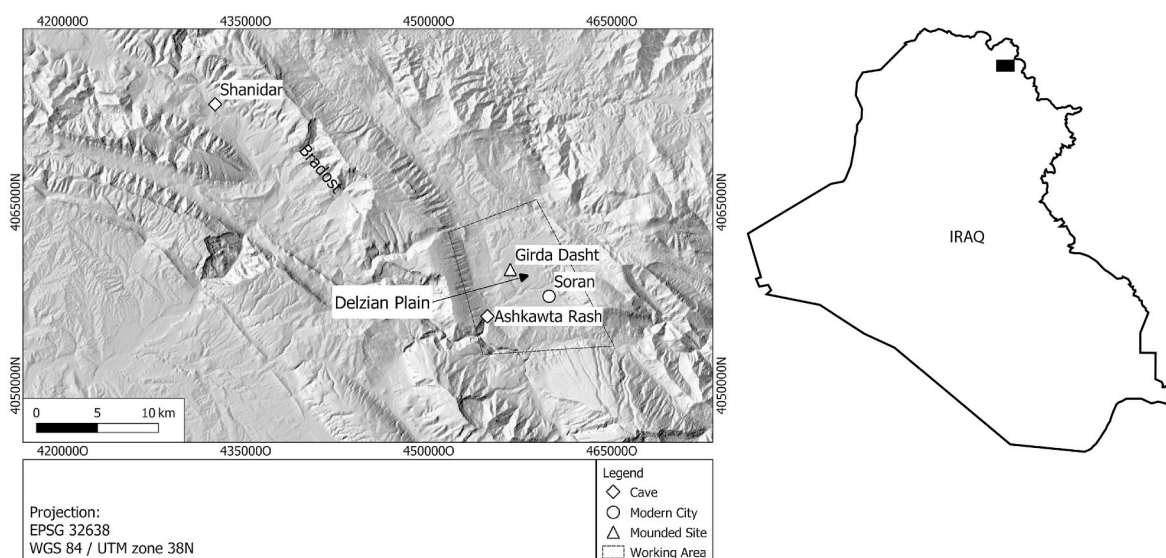 4200000 4350000 4500000 4650000
Shanidar
Bradost
4065000N 4065000N
Girda Dasht
Soran
Delzian Plain
Ashkawta Rash
4050000N 4050000N
0 5 10 km
4200000 4350000 4500000 4650000
Projection:
EPSG 32638
WGS 84 / UTM zone 38N
Legend
Cave
Modern City
Mounded Site
Working Area
IRAQ